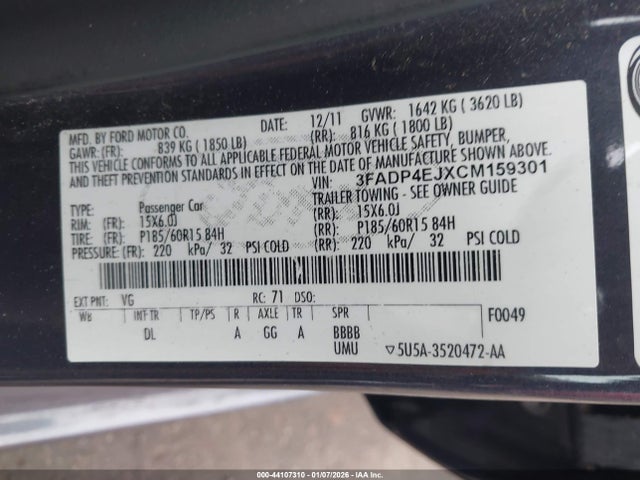 MFD. BY FORD MOTOR CO. DATE: 12/11 GVWR: 1642 KG ( 3620 LB)
GAWR: (FR): 839 KG ( 1850 LB) (RR): 816 KG ( 1800 LB)
THIS VEHICLE CONFORMS TO ALL APPLICABLE FEDERAL MOTOR VEHICLE SAFETY, BUMPER,
AND THEFT PREVENTION STANDARDS IN EFFECT ON THE DATE OF MANUFACTURE SHOWN ABOVE.
VIN: 3FADP4EJXCM159301
TYPE: Passenger Car TRAILER TOWING - SEE OWNER GUIDE
RIM: (FR): 15X6.0J (RR): 15X6.0J
TIRE: (FR): P185/60R15 84H (RR): P185/60R15 84H
PRESSURE: (FR): 220 kPa/ 32 PSI COLD (RR): 220 kPa/ 32 PSI COLD
EXT PNT: VG RC: 71 DSO:
WB INT TR TP/PS R AXLE TR SPR F0049
DL A GG A BBBB
UMU ▽5U5A-3520472-AA
000-44107310 | 01/07/2026 - IAA, Inc.